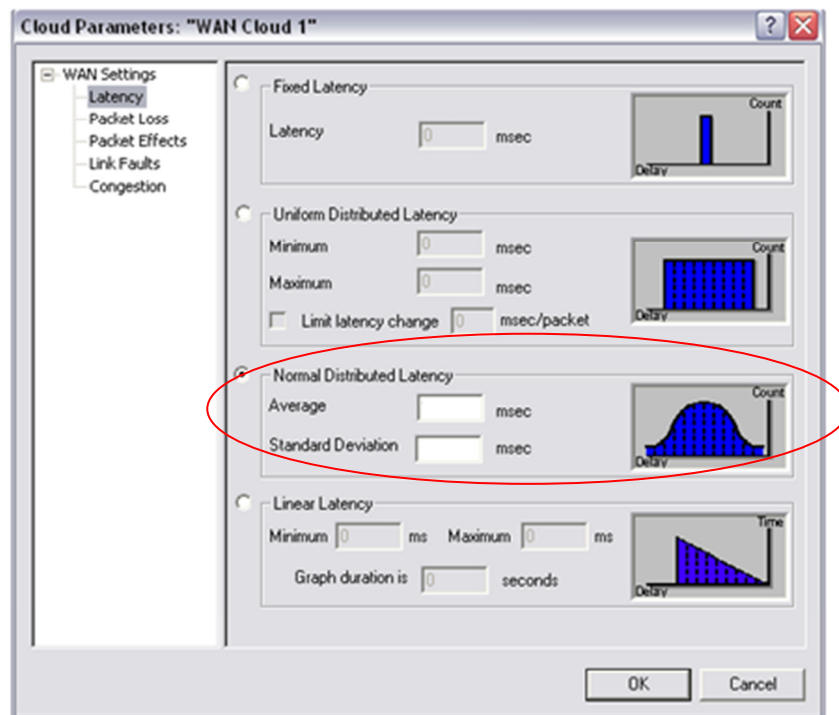 Cloud Parameters: "WAN Cloud 1"
WAN Settings
Latency
Packet Loss
Packet Effects
Link Faults
Congestion
Fixed Latency
Latency 0 msec
Count
Delay
Uniform Distributed Latency
Minimum 0 msec
Maximum 0 msec
Limit latency change 0 msec/packet
Count
Delay
Normal Distributed Latency
Average msec
Standard Deviation msec
Count
Delay
Linear Latency
Minimum 0 ms Maximum 0 ms
Graph duration is 0 seconds
Time
Delay
OK Cancel